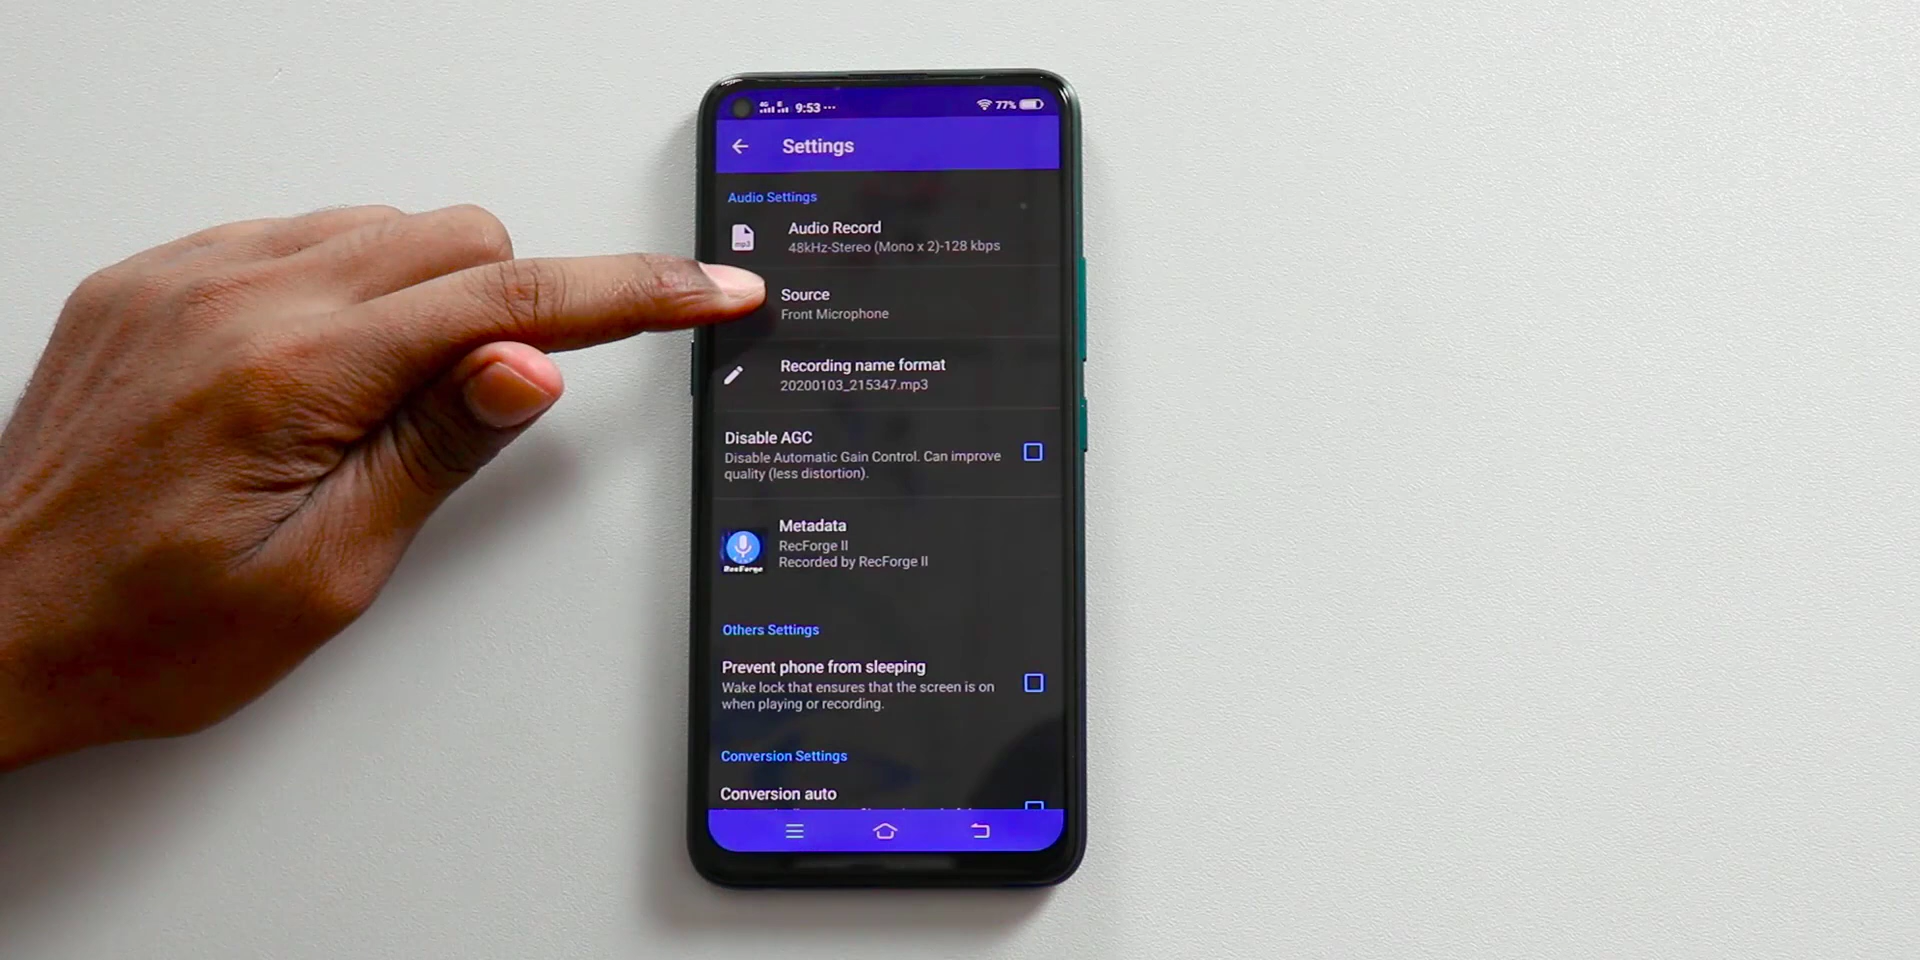 4G E 9:53 ... 77%
Settings
Audio Settings
mp3
Audio Record
48kHz-Stereo (Mono x 2)-128 kbps
Source
Front Microphone
Recording name format
20200103_215347.mp3
Disable AGC
Disable Automatic Gain Control. Can improve
quality (less distortion).
Metadata
RecForge II
Recorded by RecForge II
RecForge
Others Settings
Prevent phone from sleeping
Wake lock that ensures that the screen is on
when playing or recording.
Conversion Settings
Conversion auto